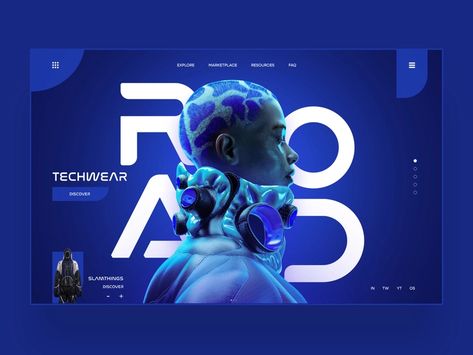 EXPLORE MARKETPLACE RESOURCES FAQ
RO
AD
TECHWEAR
DISCOVER
SLAMTHINGS
DISCOVER
- +
IN TW YT OS